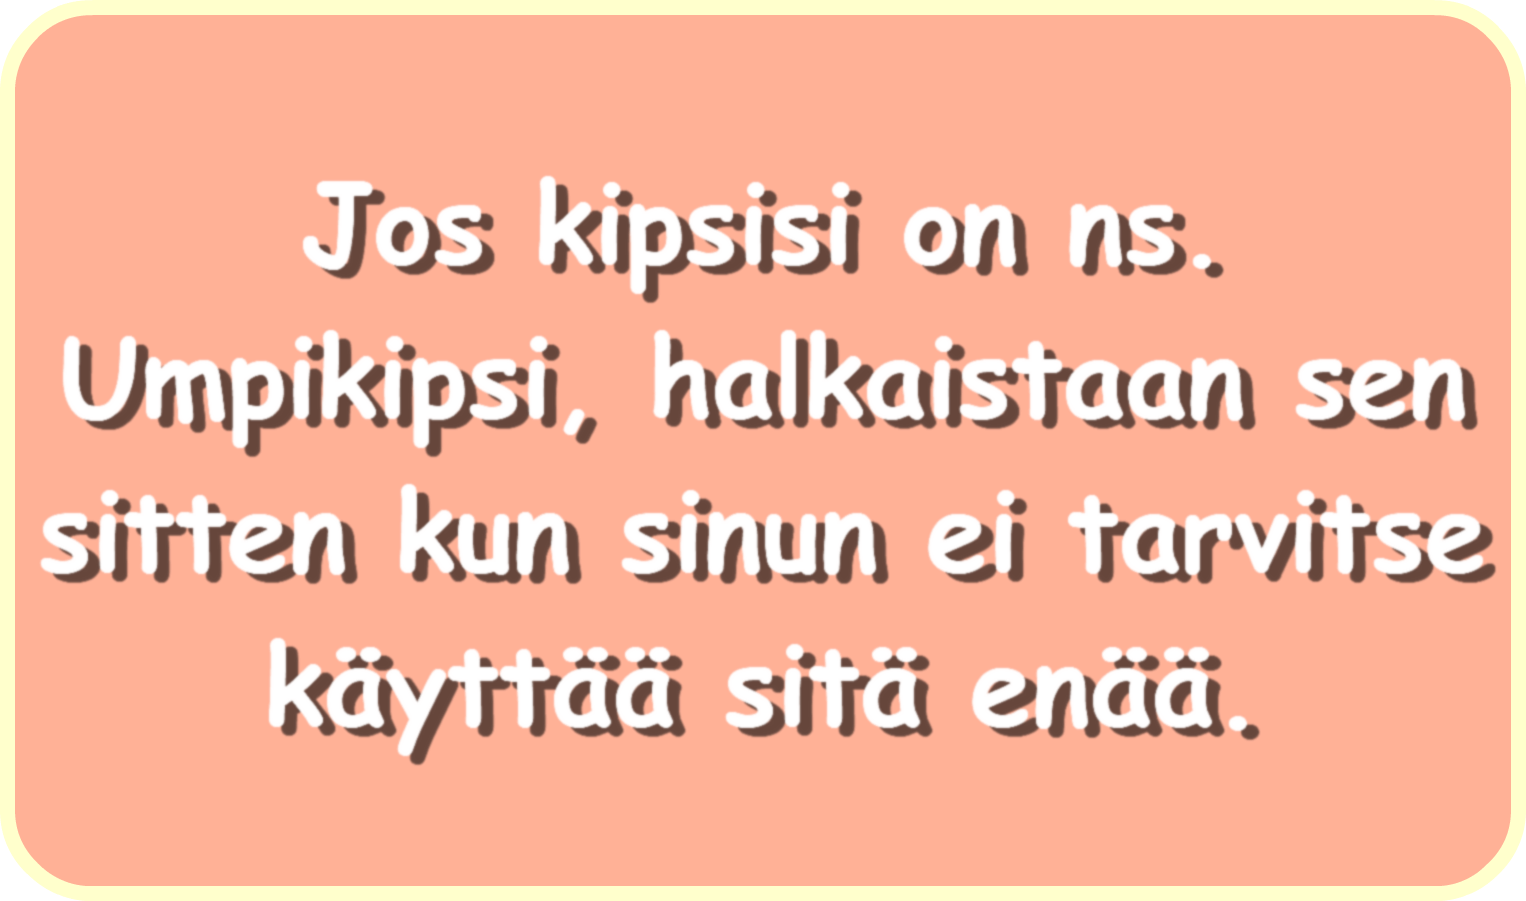 Jos kipsisi on ns.
Umpikipsi, halkaistaan sen
sitten kun sinun ei tarvitse
käyttää sitä enää.